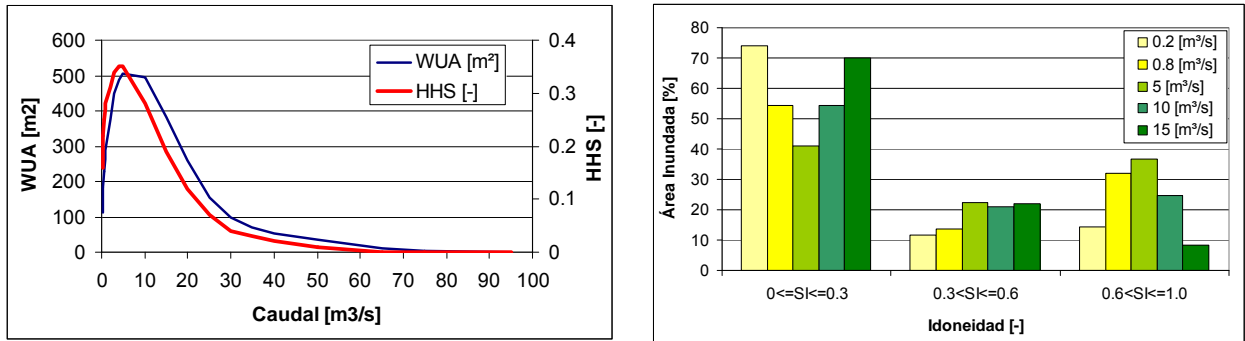 600
500
400
300
200
100
0
WUA [m2]
0.4
0.3
0.2
0.1
0
HHS [-]
WUA [m²]
HHS [-]
0 10 20 30 40 50 60 70 80 90 100
Caudal [m3/s]
80
70
60
50
40
30
20
10
0
Área Inundada [%]
0.2 [m³/s]
0.8 [m³/s]
5 [m³/s]
10 [m³/s]
15 [m³/s]
0<=SI<=0.3 0.3<SI<=0.6 0.6<SI<=1.0
Idoneidad [-]